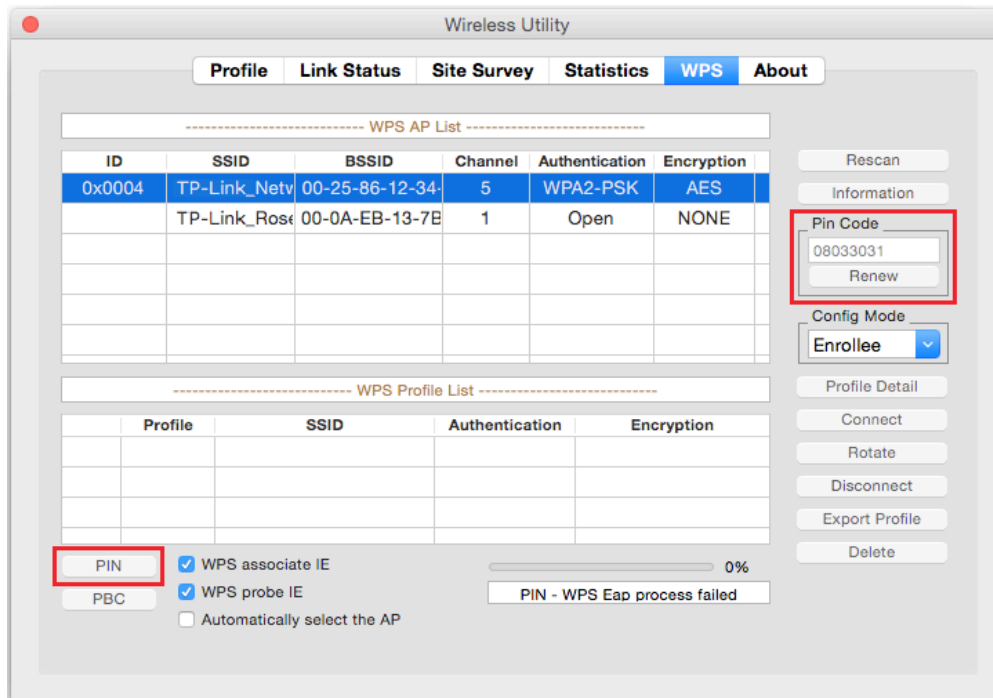 Wireless Utility
Profile Link Status Site Survey Statistics WPS About
--------------------------- WPS AP List ---------------------------
ID SSID BSSID Channel Authentication Encryption
0x0004 TP-Link_Netw 00-25-86-12-34- 5 WPA2-PSK AES
TP-Link_Rose 00-0A-EB-13-7B 1 Open NONE
Rescan
Information
Pin Code
08033031
Renew
Config Mode
Enrollee
--------------------------- WPS Profile List ---------------------------
Profile SSID Authentication Encryption
Profile Detail
Connect
Rotate
Disconnect
Export Profile
Delete
PIN
PBC
WPS associate IE
WPS probe IE
Automatically select the AP
0%
PIN - WPS Eap process failed